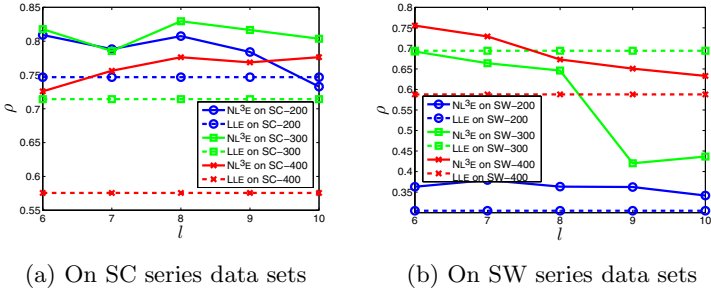 0.85
0.8
0.75
0.7
0.65
0.6
0.55
6 7 8 9 10
ρ
l
NL³E on SC−200
LLE on SC−200
NL³E on SC−300
LLE on SC−300
NL³E on SC−400
LLE on SC−400
(a) On SC series data sets
0.8
0.75
0.7
0.65
0.6
0.55
0.5
0.45
0.4
0.35
6 7 8 9 10
ρ
l
NL³E on SW−200
LLE on SW−200
NL³E on SW−300
LLE on SW−300
NL³E on SW−400
LLE on SW−400
(b) On SW series data sets